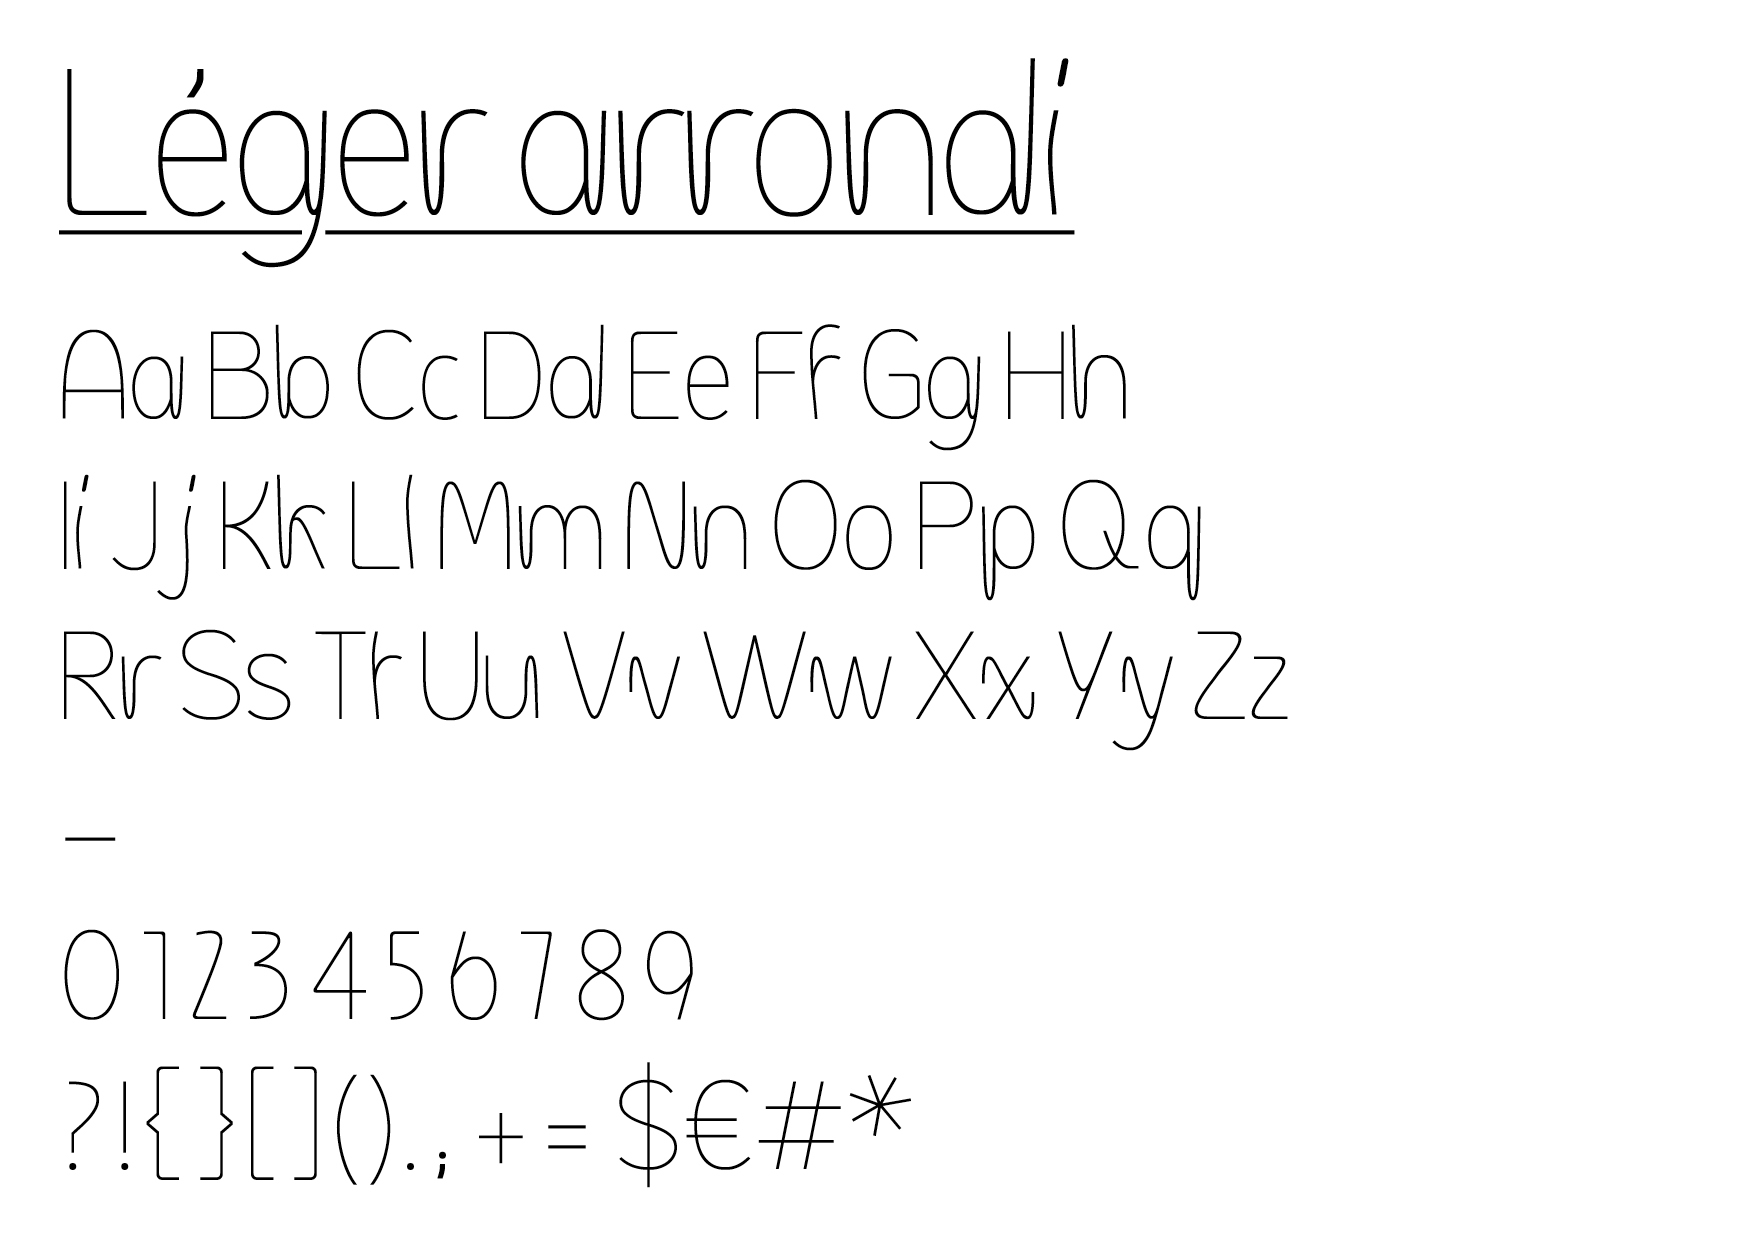 Léger arrondi
Aa Bb Cc Dd Ee Ff Gg Hh
Ii Jj Kk Ll Mm Nn Oo Pp Qq
Rr Ss Tt Uu Vv Ww Xx Yy Zz
_
0 1 2 3 4 5 6 7 8 9
?!{}[]().; + = $€#*